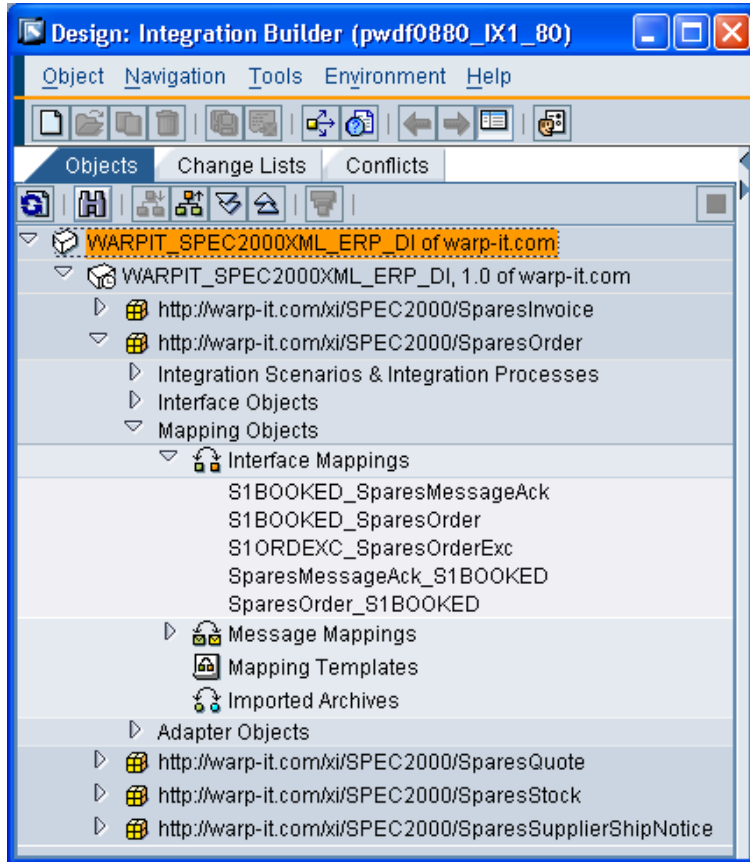 Design: Integration Builder (pwdf0880_IX1_80)
Object Navigation Tools Environment Help
Objects Change Lists Conflicts
WARPIT_SPEC2000XML_ERP_DI of warp-it.com
WARPIT_SPEC2000XML_ERP_DI, 1.0 of warp-it.com
http://warp-it.com/xi/SPEC2000/SparesInvoice
http://warp-it.com/xi/SPEC2000/SparesOrder
Integration Scenarios & Integration Processes
Interface Objects
Mapping Objects
Interface Mappings
S1BOOKED_SparesMessageAck
S1BOOKED_SparesOrder
S1ORDEXC_SparesOrderExc
SparesMessageAck_S1BOOKED
SparesOrder_S1BOOKED
Message Mappings
Mapping Templates
Imported Archives
Adapter Objects
http://warp-it.com/xi/SPEC2000/SparesQuote
http://warp-it.com/xi/SPEC2000/SparesStock
http://warp-it.com/xi/SPEC2000/SparesSupplierShipNotice